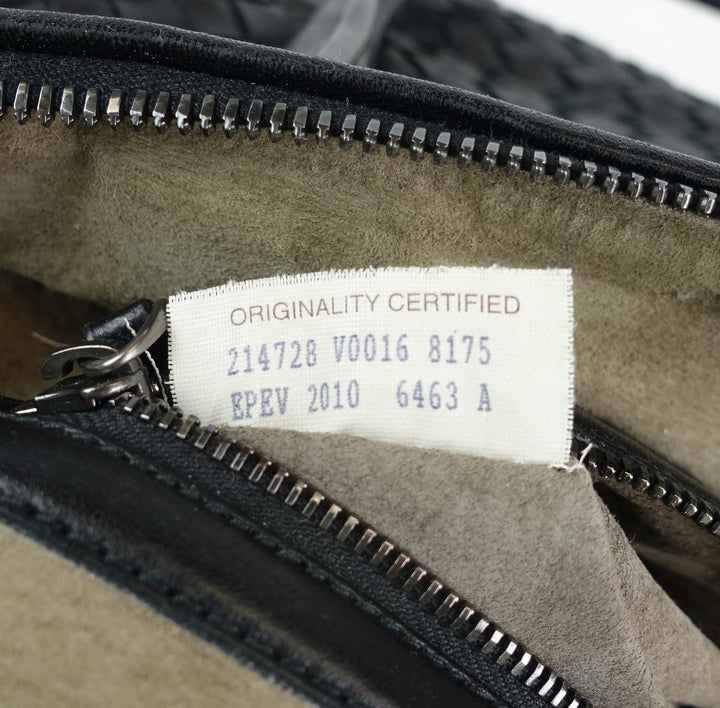 ORIGINALITY CERTIFIED
214728 V0016 8175
EPEV 2010 6463 A